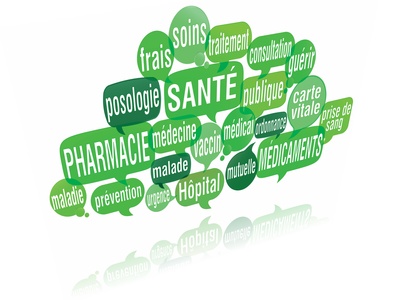 soins
frais
traitement
consultation
guérir
posologie
SANTÉ
publique
carte
vitale
prise de
sang
PHARMACIE
médecine
vaccin
médical
ordonnance
MÉDICAMENTS
malade
mutuelle
maladie
prévention
urgence
Hôpital